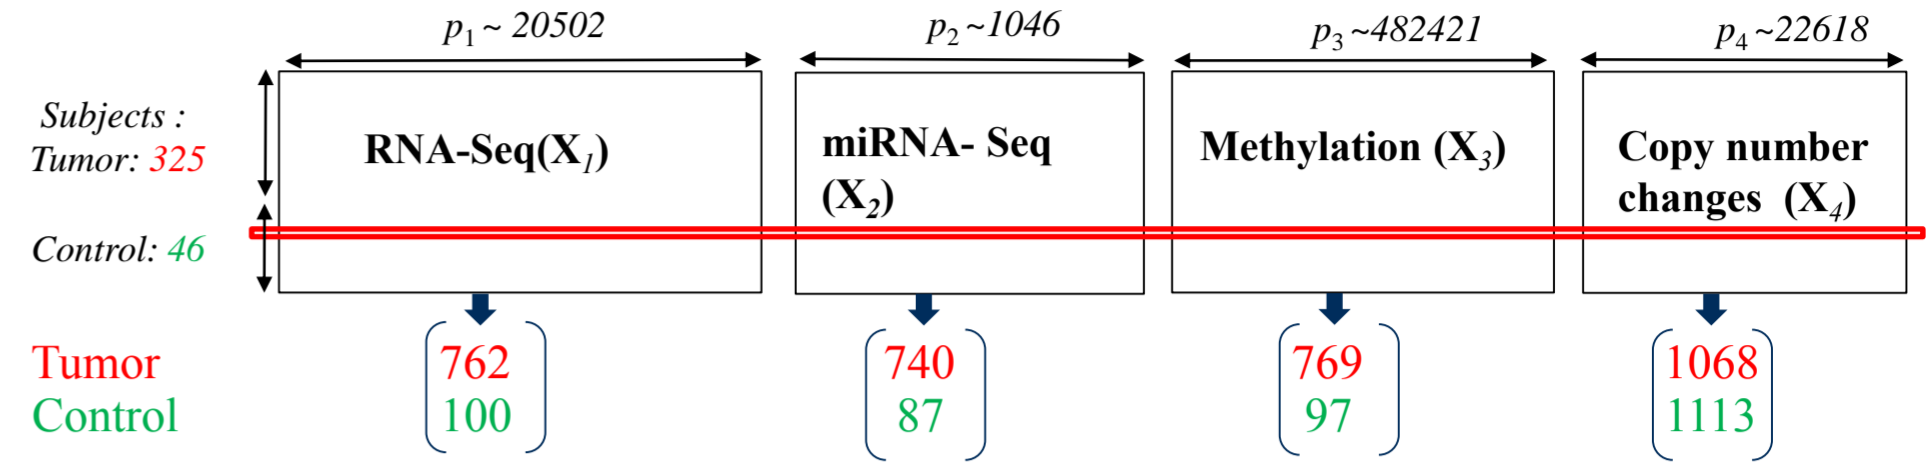 p1 ~ 20502
p2 ~1046
p3 ~482421
p4 ~22618
Subjects :
Tumor: 325
Control: 46
RNA-Seq(X1)
miRNA- Seq
(X2)
Methylation (X3)
Copy number
changes (X4)
Tumor 762 740 769 1068
Control 100 87 97 1113